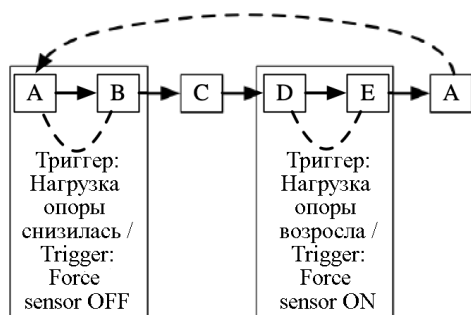 A B C D E A
Триггер:
Нагрузка
опоры
снизилась /
Trigger:
Force
sensor OFF
Триггер:
Нагрузка
опоры
возросла /
Trigger:
Force
sensor ON